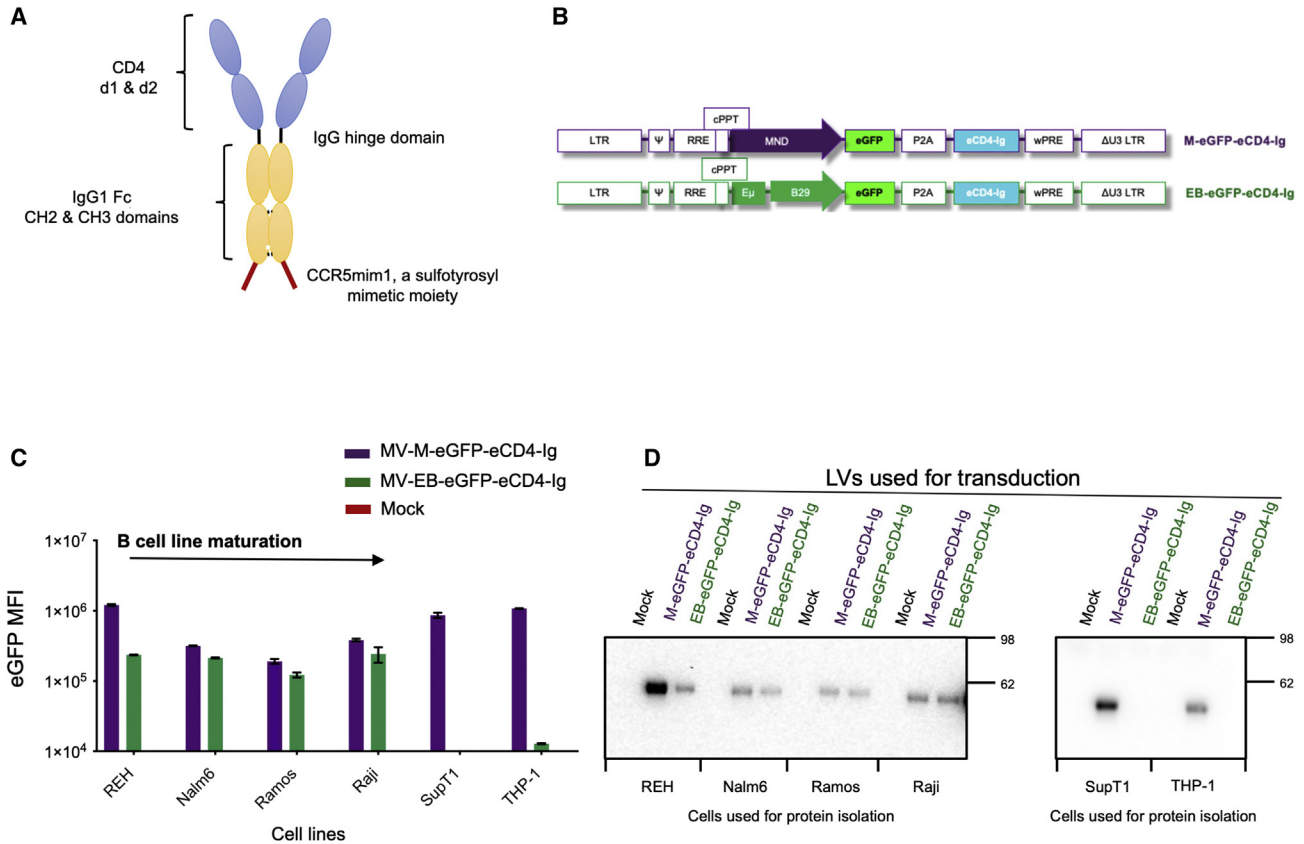 A
CD4
d1 & d2
IgG hinge domain
IgG1 Fc
CH2 & CH3 domains
CCR5mim1, a sulfotyrosyl
mimetic moiety
B
cPPT
LTR Ψ RRE MND eGFP P2A eCD4-Ig wPRE ΔU3 LTR M-eGFP-eCD4-Ig
cPPT
LTR Ψ RRE Eμ B29 eGFP P2A eCD4-Ig wPRE ΔU3 LTR EB-eGFP-eCD4-Ig
C
MV-M-eGFP-eCD4-Ig
MV-EB-eGFP-eCD4-Ig
Mock
B cell line maturation
eGFP MFI
1×10⁷
1×10⁶
1×10⁵
1×10⁴
REH Nalm6 Ramos Raji SupT1 THP-1
Cell lines
D
LVs used for transduction
Mock M-eGFP-eCD4-Ig EB-eGFP-eCD4-Ig Mock M-eGFP-eCD4-Ig EB-eGFP-eCD4-Ig Mock M-eGFP-eCD4-Ig EB-eGFP-eCD4-Ig Mock M-eGFP-eCD4-Ig EB-eGFP-eCD4-Ig
98
62
REH Nalm6 Ramos Raji
Cells used for protein isolation
Mock M-eGFP-eCD4-Ig EB-eGFP-eCD4-Ig Mock M-eGFP-eCD4-Ig EB-eGFP-eCD4-Ig
98
62
SupT1 THP-1
Cells used for protein isolation